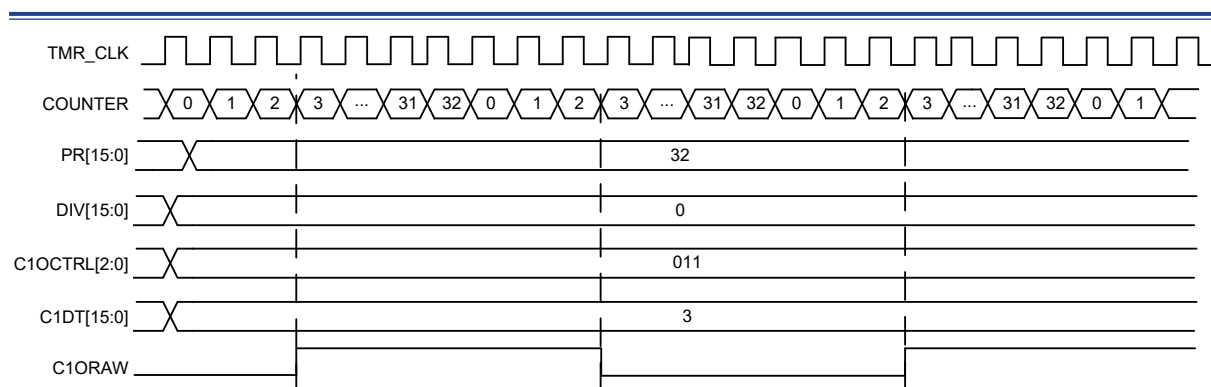 TMR_CLK
COUNTER 0 1 2 3 ... 31 32 0 1 2 3 ... 31 32 0 1 2 3 ... 31 32 0 1
PR[15:0] 32
DIV[15:0] 0
C1OCTRL[2:0] 011
C1DT[15:0] 3
C1ORAW